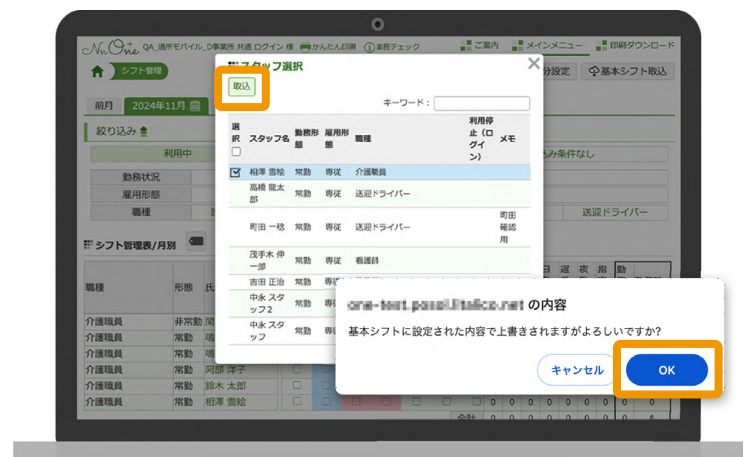 Nn One QA_通所モバイル_D事業所 共通 ログイン 様 かんたん印刷 業務チェック ご案内 メインメニュー 印刷ダウンロード
シフト管理
分設定 基本シフト取込
前月 2024年11月
絞り込み
利用中
み条件なし
勤務状況
雇用形態
職種
送迎ドライバー
シフト管理表/月別
職種 形態 氏
日 遅 夜 指 勤
介護職員 非常勤
介護職員 常勤
介護職員 常勤
介護職員 常勤 阿部 洋子
介護職員 常勤 鈴木 太郎
介護職員 常勤 相澤 雪絵
合計
スタッフ選択
取込
キーワード：
選択 スタッフ名 勤務形態 雇用形態 職種 利用停止（ログイン） メモ
相澤 雪絵 常勤 専従 介護職員
高橋 龍太郎 常勤 専従 送迎ドライバー
町田 一稔 常勤 専従 送迎ドライバー 町田確認用
茂手木 伸一郎 常勤 専従 看護師
吉田 正治 常勤
中永 スタッフ2 常勤
中永 スタッフ 常勤
の内容
基本シフトに設定された内容で上書きされますがよろしいですか?
キャンセル
OK